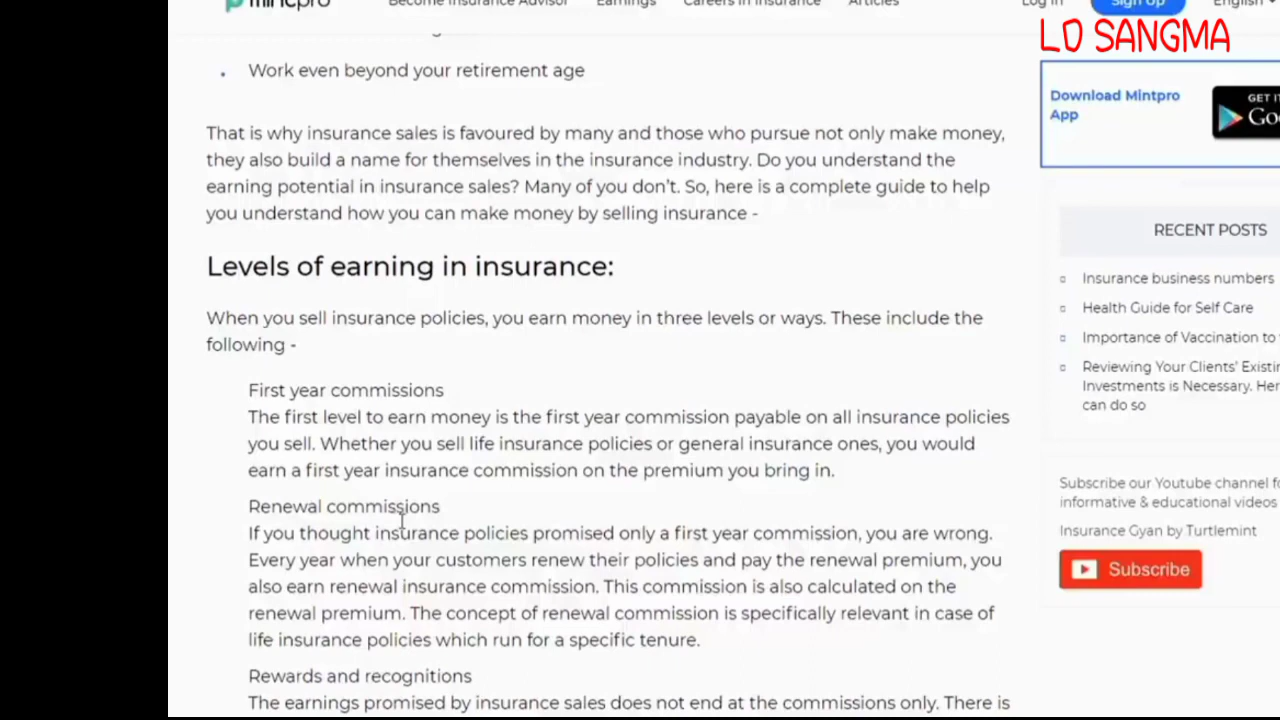 mintpro
Become Insurance Advisor
Earnings
Careers in Insurance
Articles
Log In
Sign Up
English
LD SANGMA
• Work even beyond your retirement age
That is why insurance sales is favoured by many and those who pursue not only make money,
they also build a name for themselves in the insurance industry. Do you understand the
earning potential in insurance sales? Many of you don't. So, here is a complete guide to help
you understand how you can make money by selling insurance -
Levels of earning in insurance:
When you sell insurance policies, you earn money in three levels or ways. These include the
following -
First year commissions
The first level to earn money is the first year commission payable on all insurance policies
you sell. Whether you sell life insurance policies or general insurance ones, you would
earn a first year insurance commission on the premium you bring in.
Renewal commissions
If you thought insurance policies promised only a first year commission, you are wrong.
Every year when your customers renew their policies and pay the renewal premium, you
also earn renewal insurance commission. This commission is also calculated on the
renewal premium. The concept of renewal commission is specifically relevant in case of
life insurance policies which run for a specific tenure.
Rewards and recognitions
The earnings promised by insurance sales does not end at the commissions only. There is
Download Mintpro
App
GET I
Goo
RECENT POSTS
Insurance business numbers
Health Guide for Self Care
Importance of Vaccination to
Reviewing Your Clients' Existin
Investments is Necessary. Her
can do so
Subscribe our Youtube channel fo
informative & educational videos
Insurance Gyan by Turtlemint
Subscribe